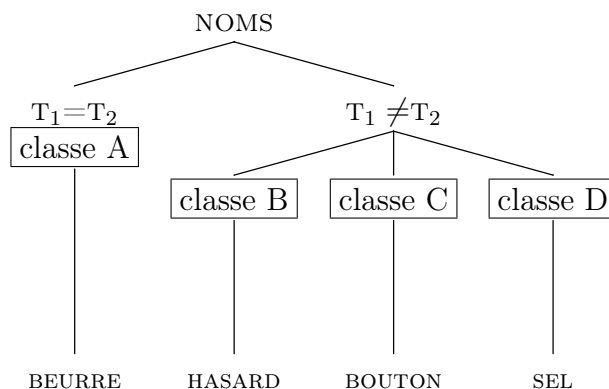 NOMS
T₁=T₂ T₁ ≠T₂
classe A
classe B classe C classe D
BEURRE HASARD BOUTON SEL